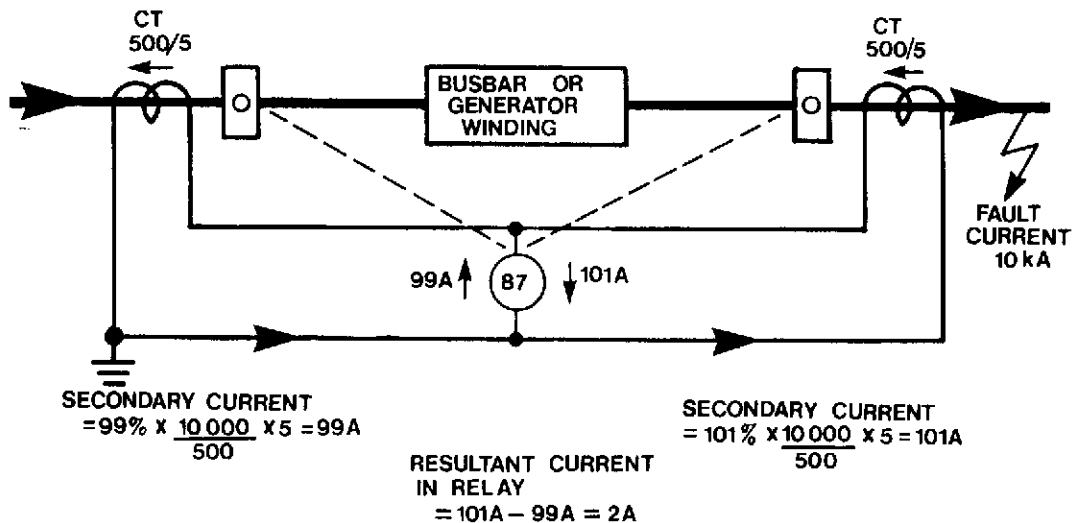 CT
500/5
CT
500/5
BUSBAR OR
GENERATOR
WINDING
FAULT
CURRENT
10 kA
99A
87
101A
SECONDARY CURRENT
= 99% X 10 000 X 5 = 99A
500
SECONDARY CURRENT
= 101% X 10 000 X 5 = 101A
500
RESULTANT CURRENT
IN RELAY
= 101A − 99A = 2A